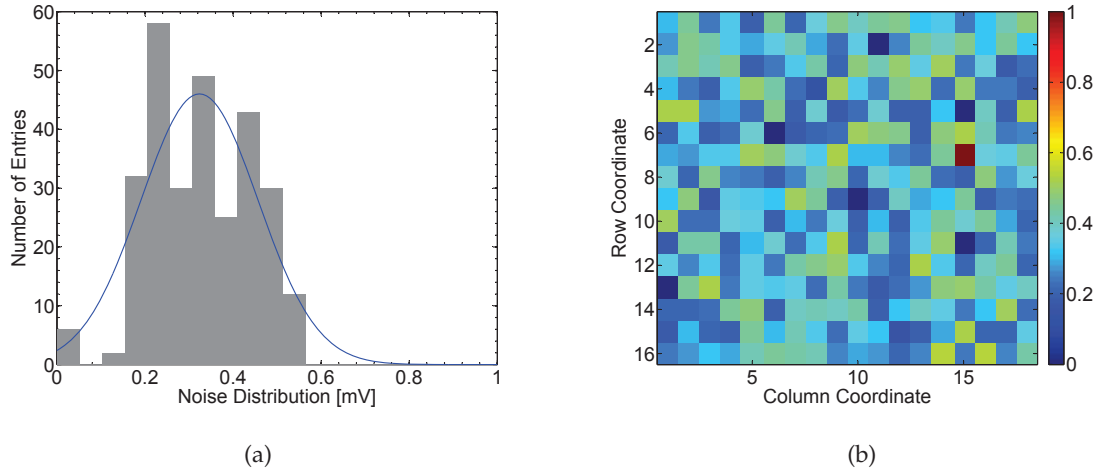 60
50
40
30
20
10
0
Number of Entries
0 0.2 0.4 0.6 0.8 1
Noise Distribution [mV]
(a)
2
4
6
8
10
12
14
16
Row Coordinate
5 10 15
Column Coordinate
1
0.8
0.6
0.4
0.2
0
(b)